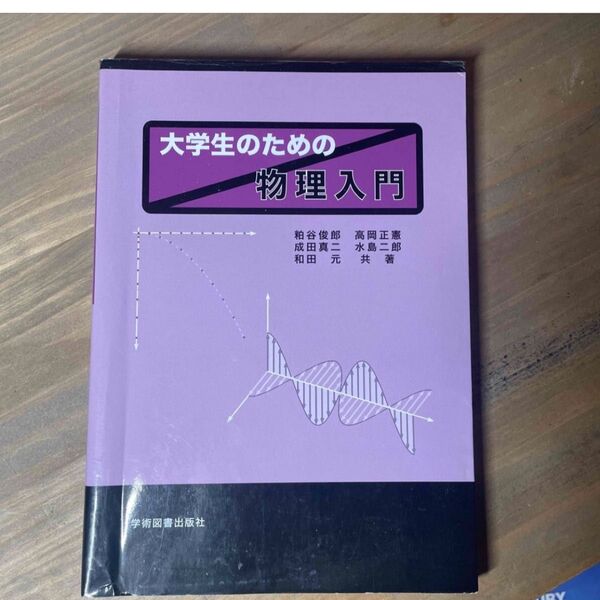 大学生のための
物理入門
粕谷俊郎 高岡正憲
成田真二 水島二郎
和田 元 共 著
学術図書出版社